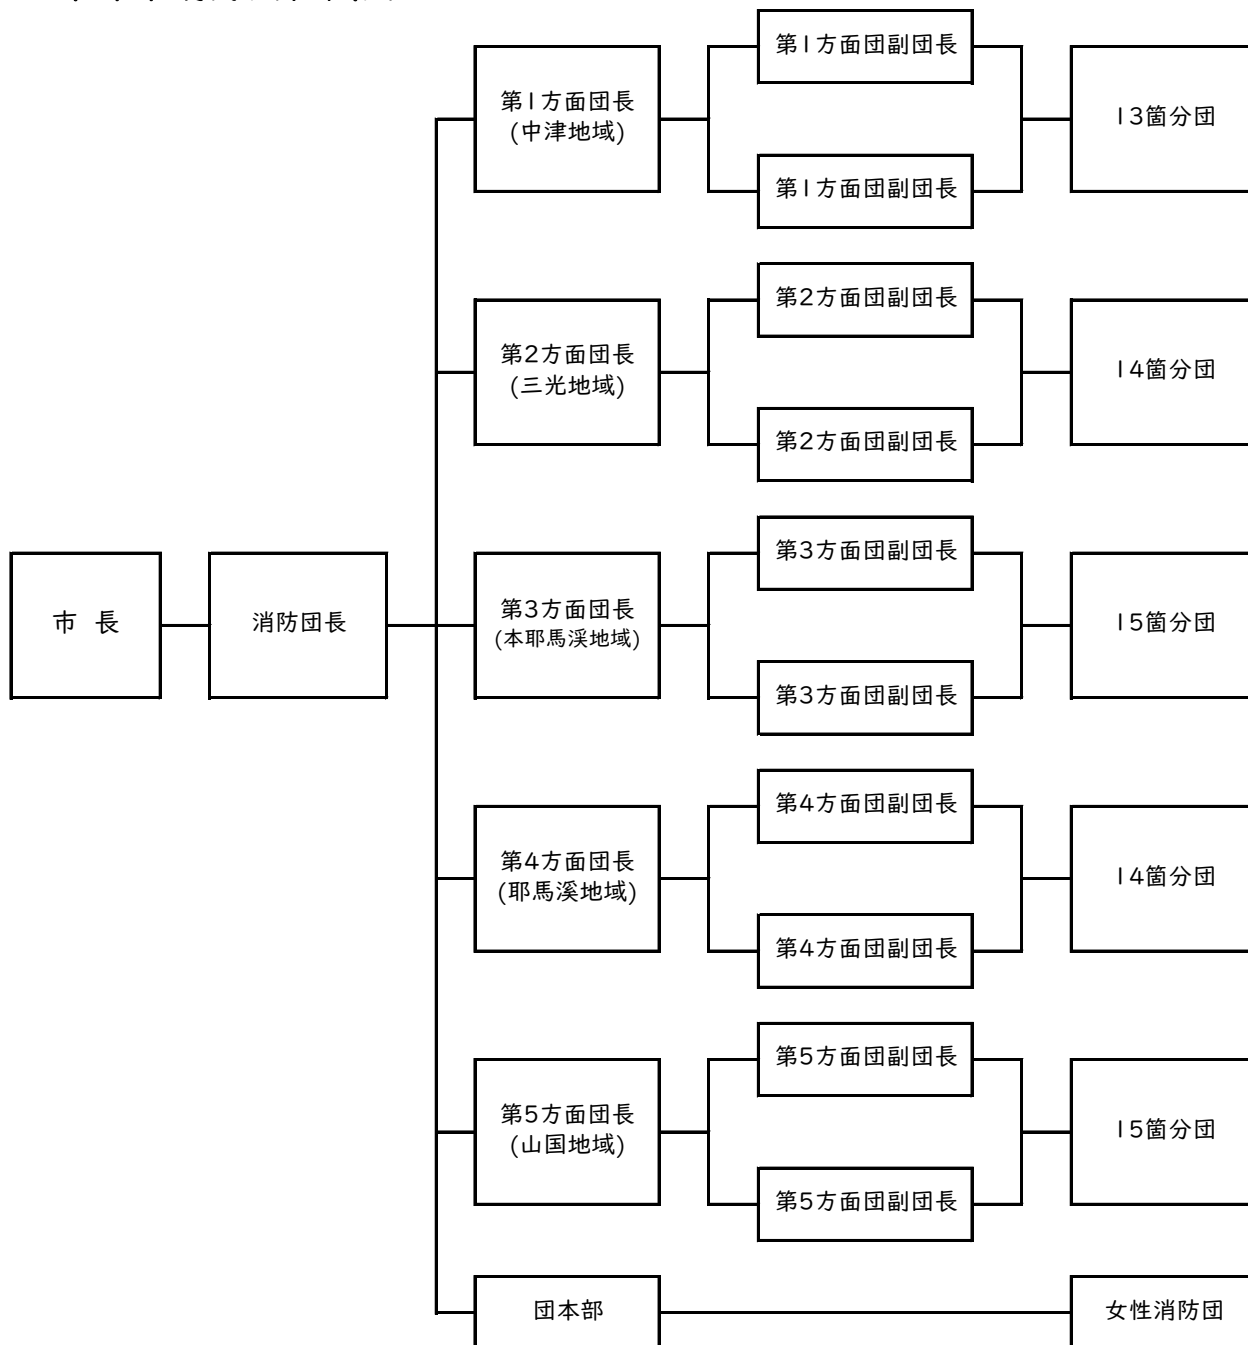 第1方面団副団長
第1方面団長
(中津地域)
13箇分団
第1方面団副団長
第2方面団副団長
第2方面団長
(三光地域)
14箇分団
第2方面団副団長
第3方面団副団長
市 長
消防団長
第3方面団長
(本耶馬渓地域)
15箇分団
第3方面団副団長
第4方面団副団長
第4方面団長
(耶馬溪地域)
14箇分団
第4方面団副団長
第5方面団副団長
第5方面団長
(山国地域)
15箇分団
第5方面団副団長
団本部
女性消防団